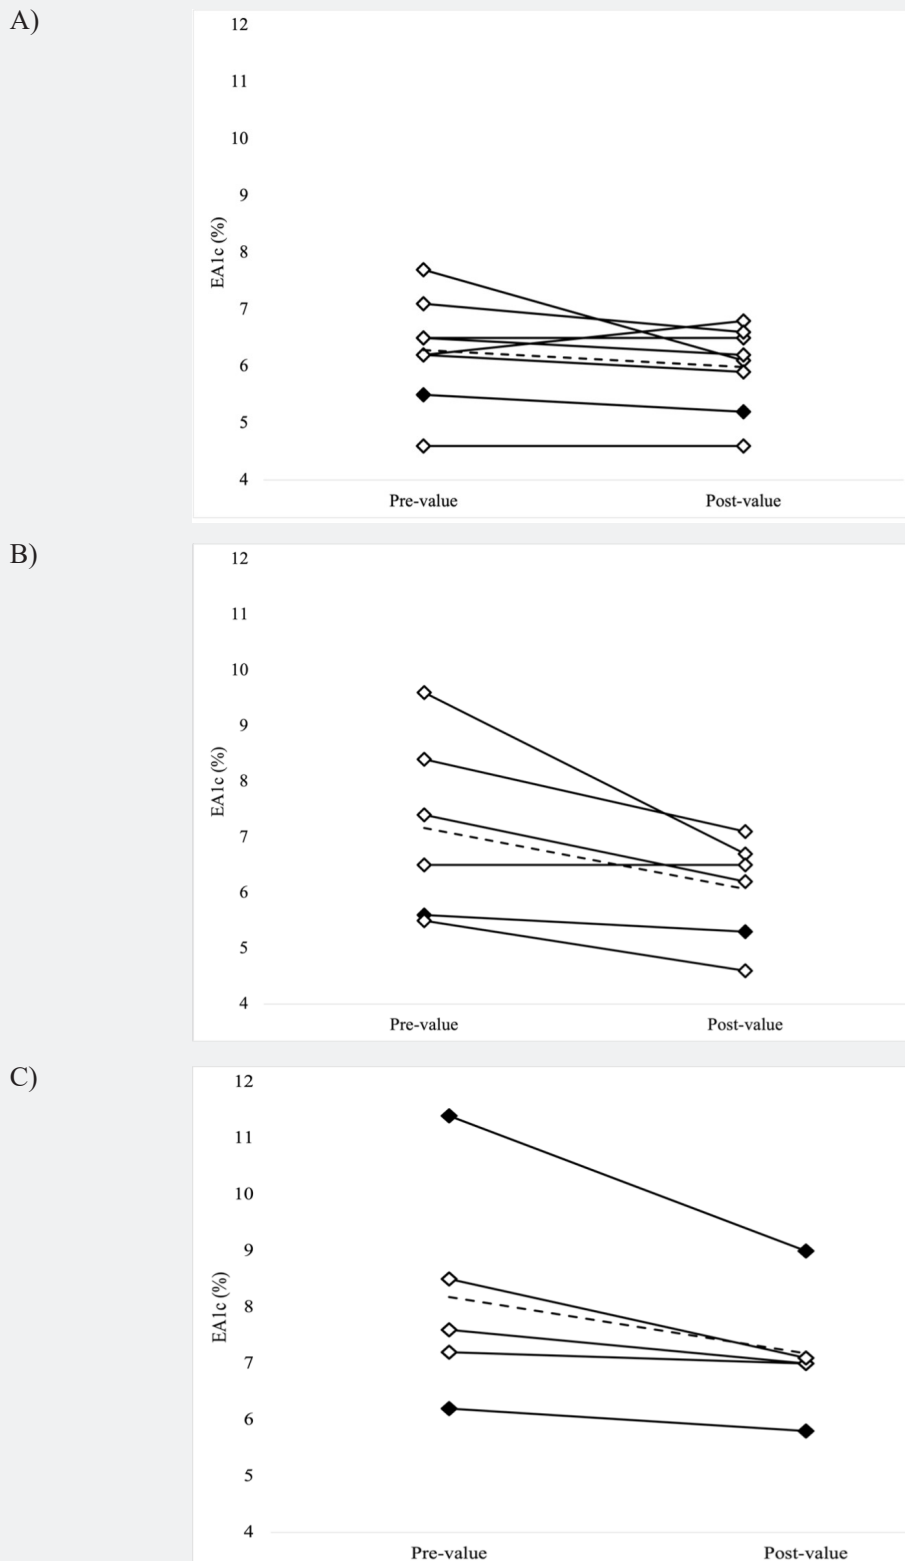 A)
12
11
10
9
8
7
6
5
4
EA1c (%)
Pre-value
Post-value
B)
12
11
10
9
8
7
6
5
4
EA1c (%)
Pre-value
Post-value
C)
12
11
10
9
8
7
6
5
4
EA1c (%)
Pre-value
Post-value